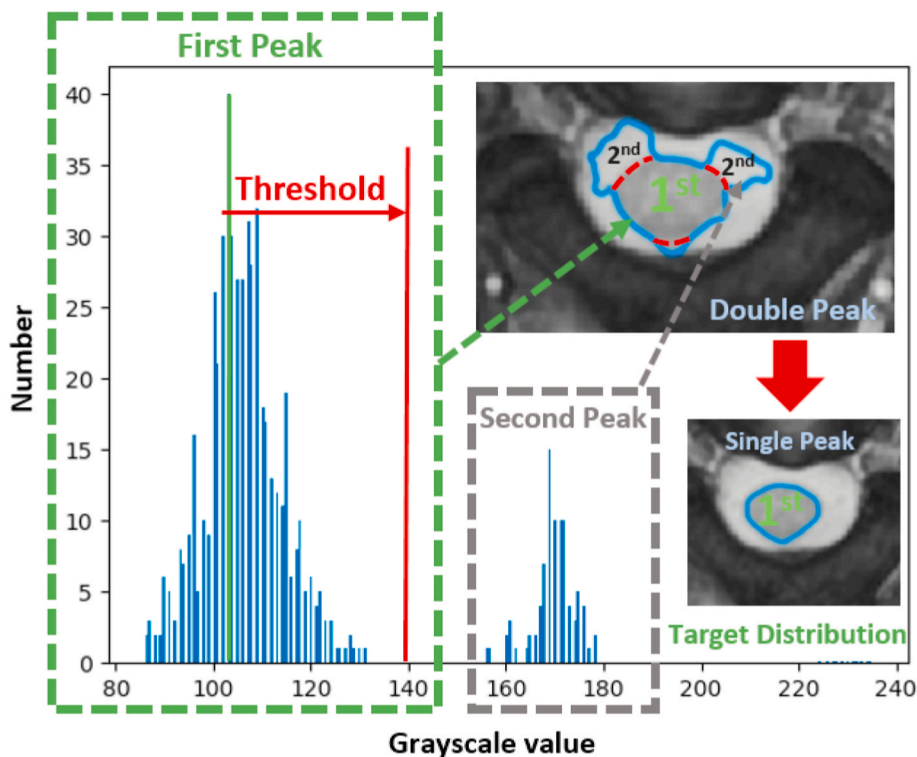 First Peak
40
35
30
25
20
15
10
5
0
Number
Threshold
2nd
2nd
1st
Double Peak
Second Peak
Single Peak
1st
Target Distribution
80
100
120
140
160
180
200
220
240
Grayscale value